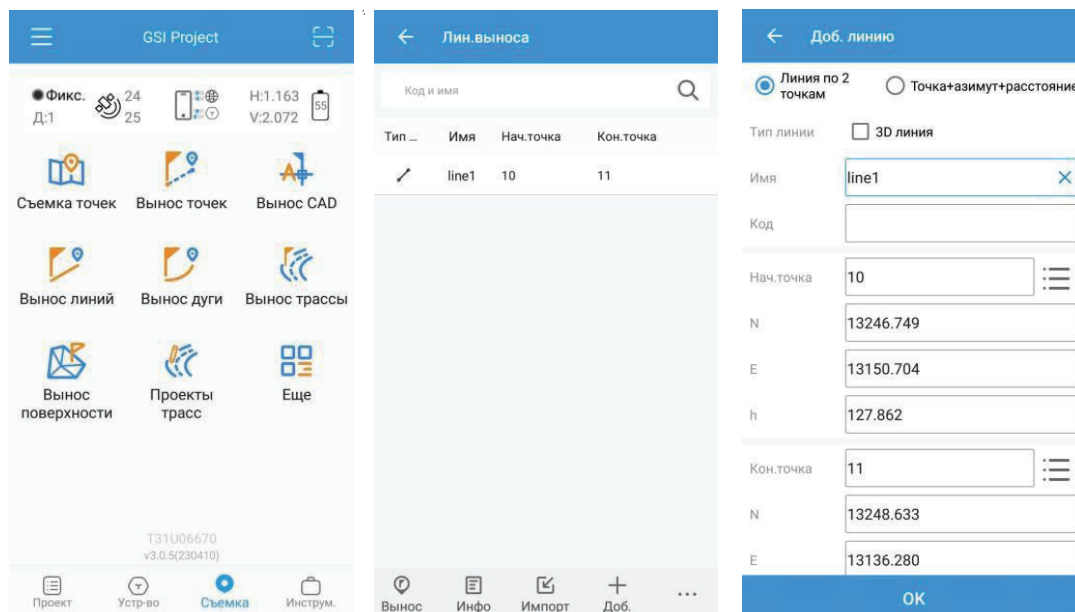 GSI Project
Фикс.
Д:1
24
25
H:1.163
V:2.072
55
Съемка точек
Вынос точек
Вынос CAD
Вынос линий
Вынос дуги
Вынос трассы
Вынос
поверхности
Проекты
трасс
Еще
T31U06670
v3.0.5(230410)
Проект
Устр-во
Съемка
Инструм.
Лин.выноса
Код и имя
Тип ... Имя Нач.точка Кон.точка
line1 10 11
Вынос
Инфо
Импорт
Доб.
Доб. линию
Линия по 2
точкам
Точка+азимут+расстояние
Тип линии 3D линия
Имя line1
Код
Нач.точка 10
N 13246.749
E 13150.704
h 127.862
Кон.точка 11
N 13248.633
E 13136.280
OK